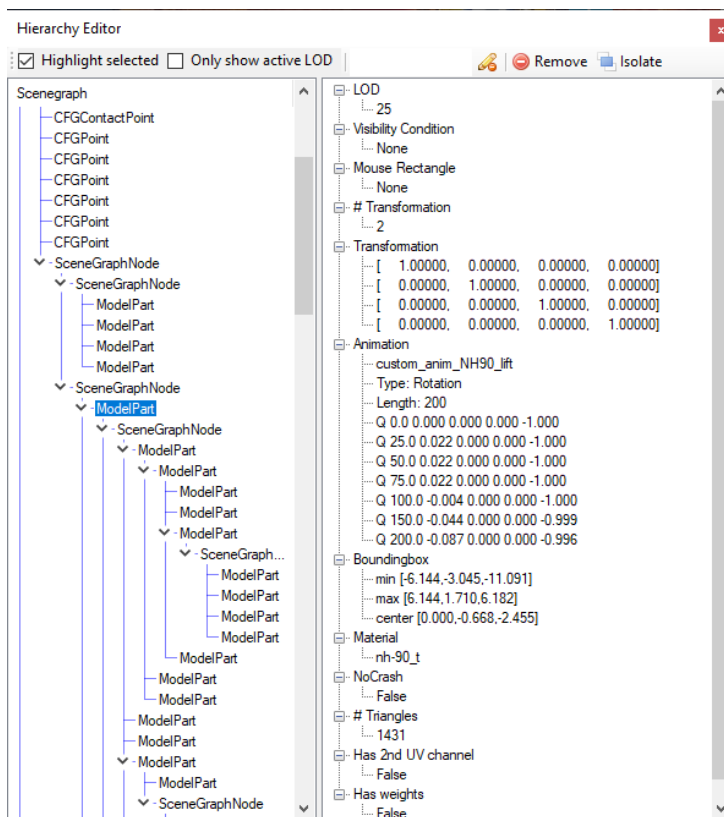 Hierarchy Editor
x
Highlight selected Only show active LOD Remove Isolate
Scenegraph
CFGContactPoint
CFGPoint
CFGPoint
CFGPoint
CFGPoint
CFGPoint
CFGPoint
SceneGraphNode
SceneGraphNode
ModelPart
ModelPart
ModelPart
ModelPart
SceneGraphNode
ModelPart
SceneGraphNode
ModelPart
ModelPart
ModelPart
ModelPart
ModelPart
SceneGraph...
ModelPart
ModelPart
ModelPart
ModelPart
ModelPart
ModelPart
ModelPart
ModelPart
ModelPart
ModelPart
ModelPart
SceneGraphNode
LOD
25
Visibility Condition
None
Mouse Rectangle
None
# Transformation
2
Transformation
[ 1.00000, 0.00000, 0.00000, 0.00000]
[ 0.00000, 1.00000, 0.00000, 0.00000]
[ 0.00000, 0.00000, 1.00000, 0.00000]
[ 0.00000, 0.00000, 0.00000, 1.00000]
Animation
custom_anim_NH90_lift
Type: Rotation
Length: 200
Q 0.0 0.000 0.000 0.000 -1.000
Q 25.0 0.022 0.000 0.000 -1.000
Q 50.0 0.022 0.000 0.000 -1.000
Q 75.0 0.022 0.000 0.000 -1.000
Q 100.0 -0.004 0.000 0.000 -1.000
Q 150.0 -0.044 0.000 0.000 -0.999
Q 200.0 -0.087 0.000 0.000 -0.996
Boundingbox
min [-6.144,-3.045,-11.091]
max [6.144,1.710,6.182]
center [0.000,-0.668,-2.455]
Material
nh-90_t
NoCrash
False
# Triangles
1431
Has 2nd UV channel
False
Has weights
False